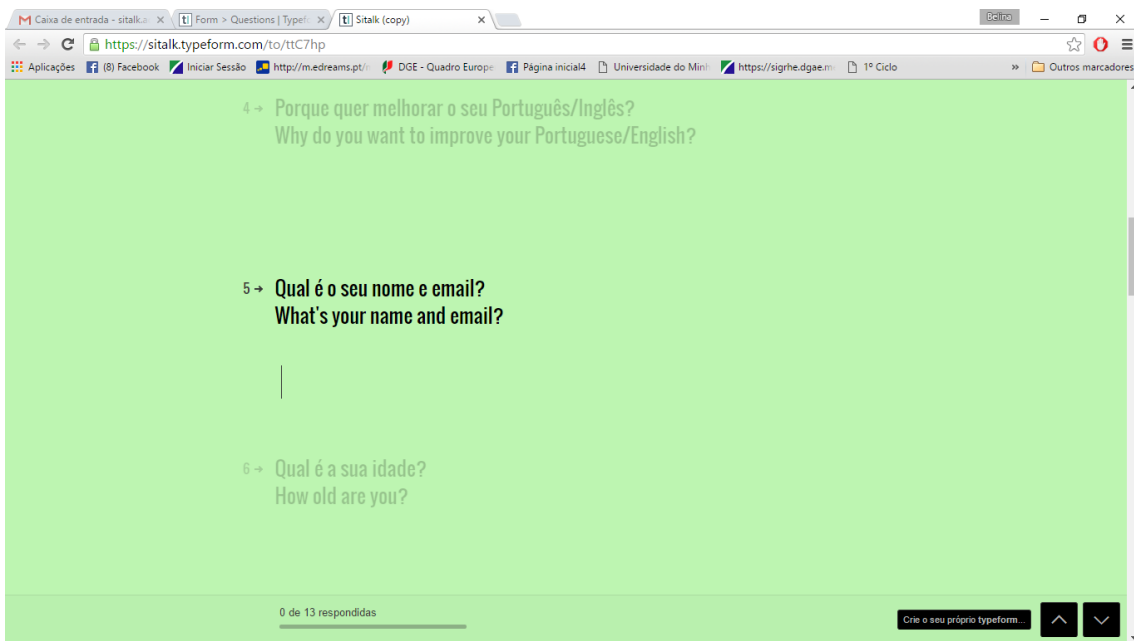 Caixa de entrada - sitalk.a
Form > Questions | Typefo
Sitalk (copy)
Belina
https://sitalk.typeform.com/to/ttC7hp
Aplicações (8) Facebook Iniciar Sessão http://m.edreams.pt/ DGE - Quadro Europe Página inicial4 Universidade do Minh https://sigrhe.dgae.m 1º Ciclo » Outros marcadores
4 → Porque quer melhorar o seu Português/Inglês?
Why do you want to improve your Portuguese/English?
5 → Qual é o seu nome e email?
What's your name and email?
6 → Qual é a sua idade?
How old are you?
0 de 13 respondidas
Crie o seu próprio typeform...